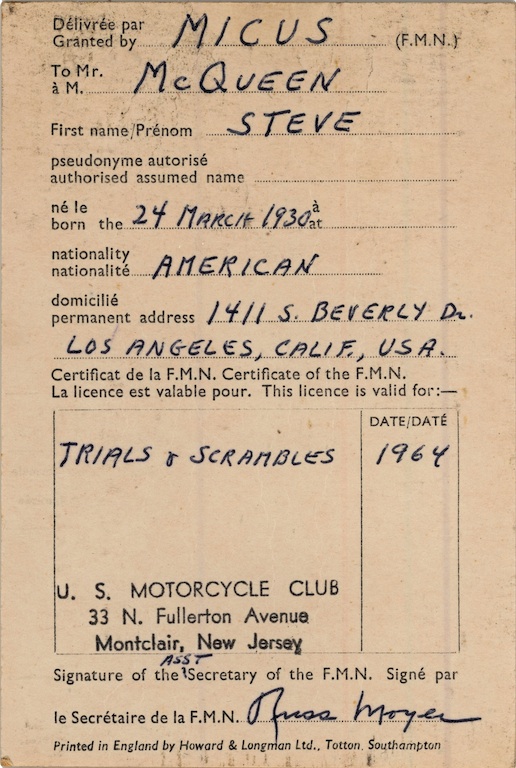 Délivrée par
Granted by MICUS (F.M.N.)
To Mr.
à M. McQUEEN
First name/Prénom STEVE
pseudonyme autorisé
authorised assumed name
né le à
born the 24 MARCH 1930 at
nationality
nationalité AMERICAN
domicilié
permanent address 1411 S. BEVERLY Dr.
LOS ANGELES, CALIF., USA.
Certificat de la F.M.N. Certificate of the F.M.N.
La licence est valable pour. This licence is valid for:—
DATE/DATÉ
TRIALS & SCRAMBLES 1964
U. S. MOTORCYCLE CLUB
33 N. Fullerton Avenue
Montclair, New Jersey
ASST
Signature of the Secretary of the F.M.N. Signé par
le Secrétaire de la F.M.N. Russ Moyer
Printed in England by Howard & Longman Ltd., Totton, Southampton